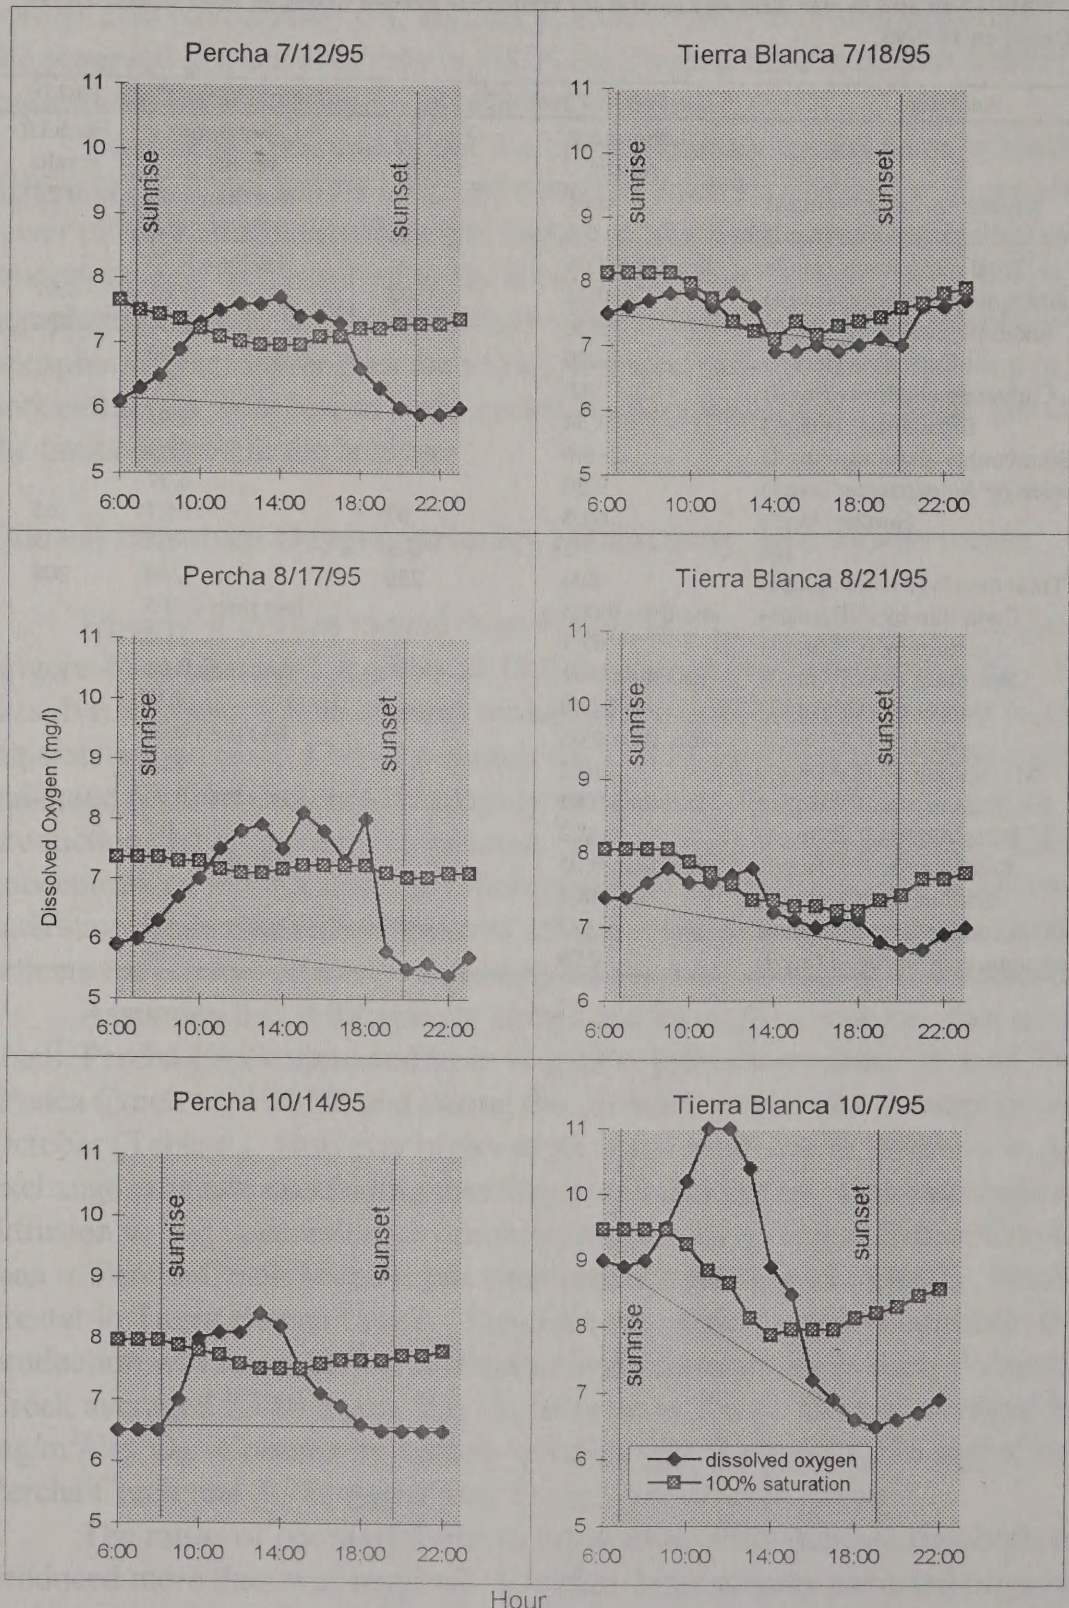 Percha 7/12/95
11
10
9
8
7
6
5
sunrise
sunset
6:00 10:00 14:00 18:00 22:00
Tierra Blanca 7/18/95
11
10
9
8
7
6
5
sunrise
sunset
6:00 10:00 14:00 18:00 22:00
Percha 8/17/95
Dissolved Oxygen (mg/l)
11
10
9
8
7
6
5
sunrise
sunset
6:00 10:00 14:00 18:00 22:00
Tierra Blanca 8/21/95
11
10
9
8
7
6
sunrise
sunset
6:00 10:00 14:00 18:00 22:00
Percha 10/14/95
11
10
9
8
7
6
5
sunrise
sunset
6:00 10:00 14:00 18:00 22:00
Tierra Blanca 10/7/95
11
10
9
8
7
6
5
sunrise
sunset
dissolved oxygen
100% saturation
6:00 10:00 14:00 18:00 22:00
Hour